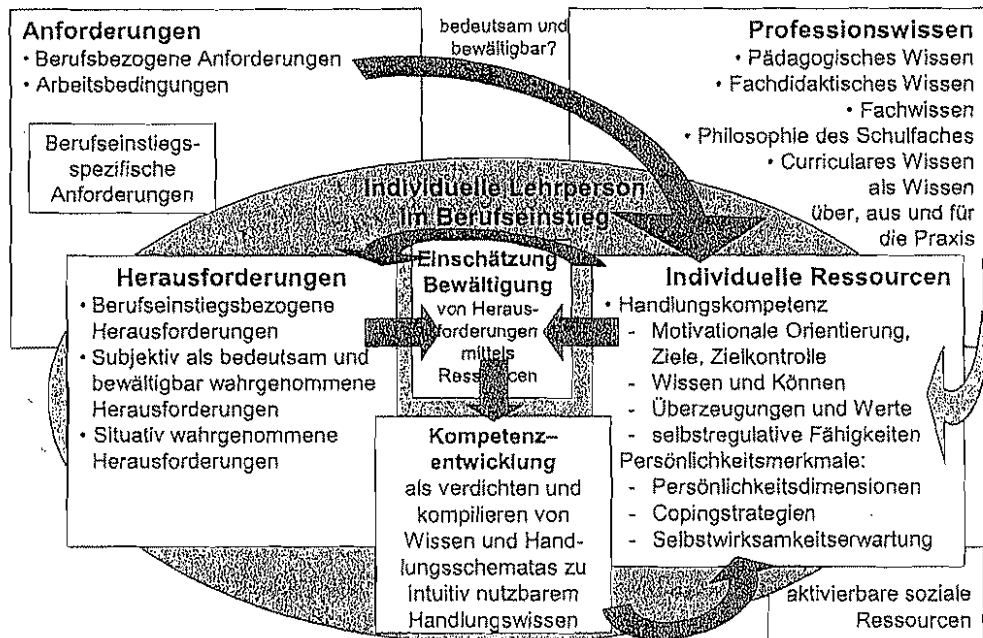 Anforderungen
• Berufsbezogene Anforderungen
• Arbeitsbedingungen
Berufseinstiegs-
spezifische
Anforderungen
bedeutsam und
bewältigbar?
Professionswissen
• Pädagogisches Wissen
• Fachdidaktisches Wissen
• Fachwissen
• Philosophie des Schulfaches
• Curriculares Wissen
als Wissen
über, aus und für
die Praxis
Individuelle Lehrperson
im Berufseinstieg
Herausforderungen
• Berufseinstiegsbezogene
Herausforderungen
• Subjektiv als bedeutsam und
bewältigbar wahrgenommene
Herausforderungen
• Situativ wahrgenommene
Herausforderungen
Einschätzung
Bewältigung
von Heraus-
forderungen
mittels
Ressourcen
Individuelle Ressourcen
• Handlungskompetenz
- Motivationale Orientierung,
Ziele, Zielkontrolle
- Wissen und Können
- Überzeugungen und Werte
- selbstregulative Fähigkeiten
Persönlichkeitsmerkmale:
- Persönlichkeitsdimensionen
- Copingstrategien
- Selbstwirksamkeitserwartung
Kompetenz–
entwicklung
als verdichten und
kompilieren von
Wissen und Hand-
lungsschematas zu
intuitiv nutzbarem
Handlungswissen
aktivierbare soziale
Ressourcen